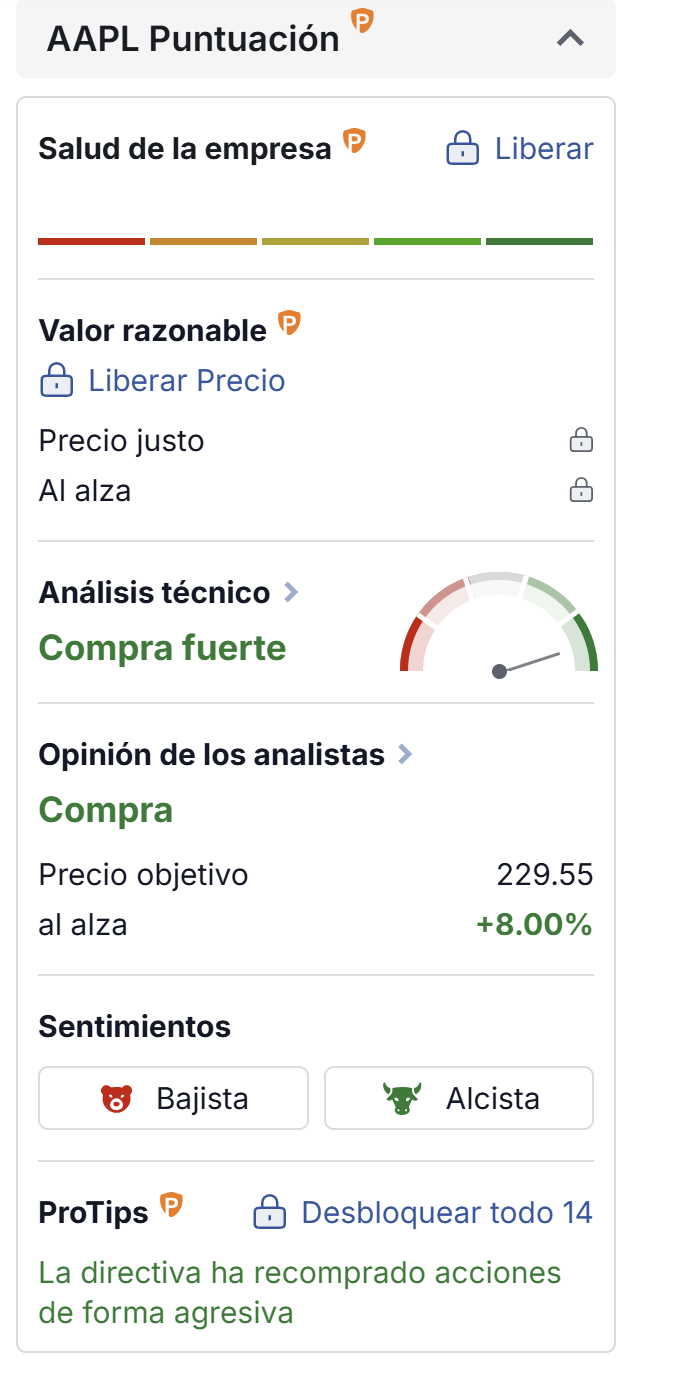 AAPL Puntuación P
Salud de la empresa P Liberar
Valor razonable P
Liberar Precio
Precio justo
Al alza
Análisis técnico
Compra fuerte
Opinión de los analistas
Compra
Precio objetivo 229.55
al alza +8.00%
Sentimientos
Bajista Alcista
ProTips P Desbloquear todo 14
La directiva ha recomprado acciones
de forma agresiva